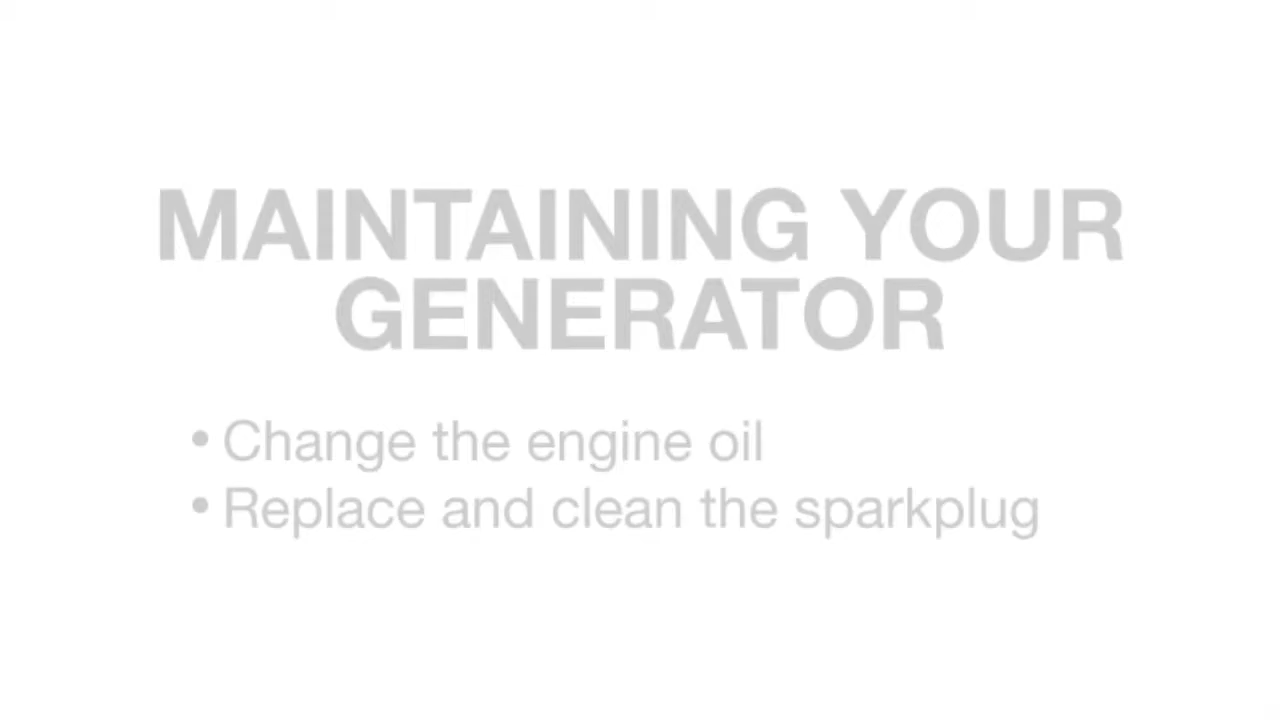 MAINTAINING YOUR
GENERATOR
• Change the engine oil
• Replace and clean the sparkplug